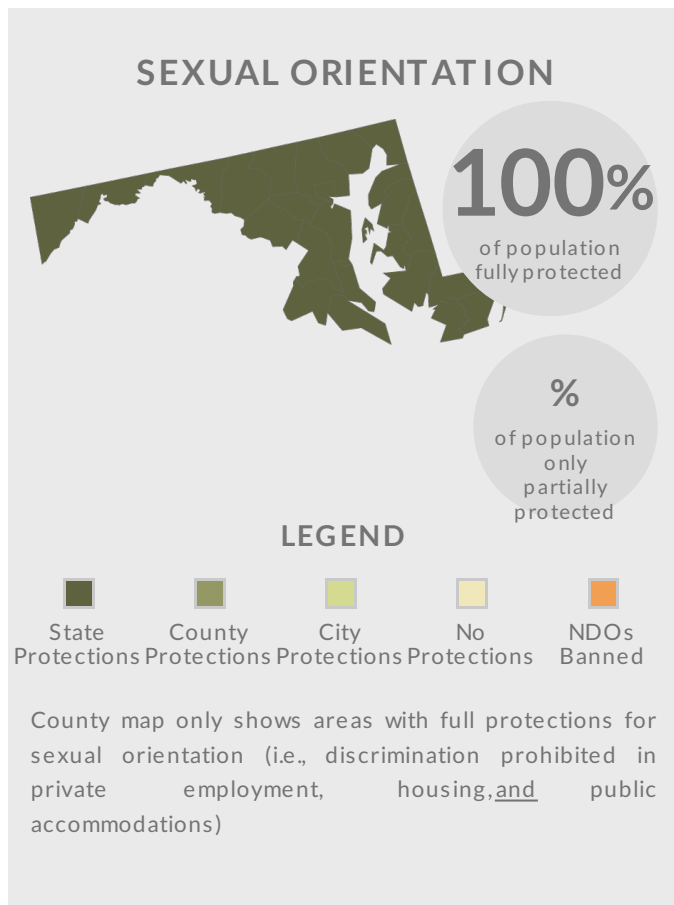 SEXUAL ORIENTATION
100%
of population
fully protected
%
of population
only
partially
protected
LEGEND
State
Protections
County
Protections
City
Protections
No
Protections
NDOs
Banned
County map only shows areas with full protections for
sexual orientation (i.e., discrimination prohibited in
private employment, housing, and public
accommodations)